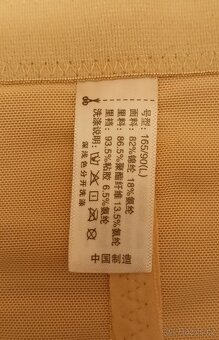 号型：165/90(L)
面料：82%锦纶 18%氨纶
里料：86.5%聚酯纤维 13.5%氨纶
里挡：93.5%粘胶 6.5%氨纶
洗涤说明：
深浅色分开洗涤
中国制造